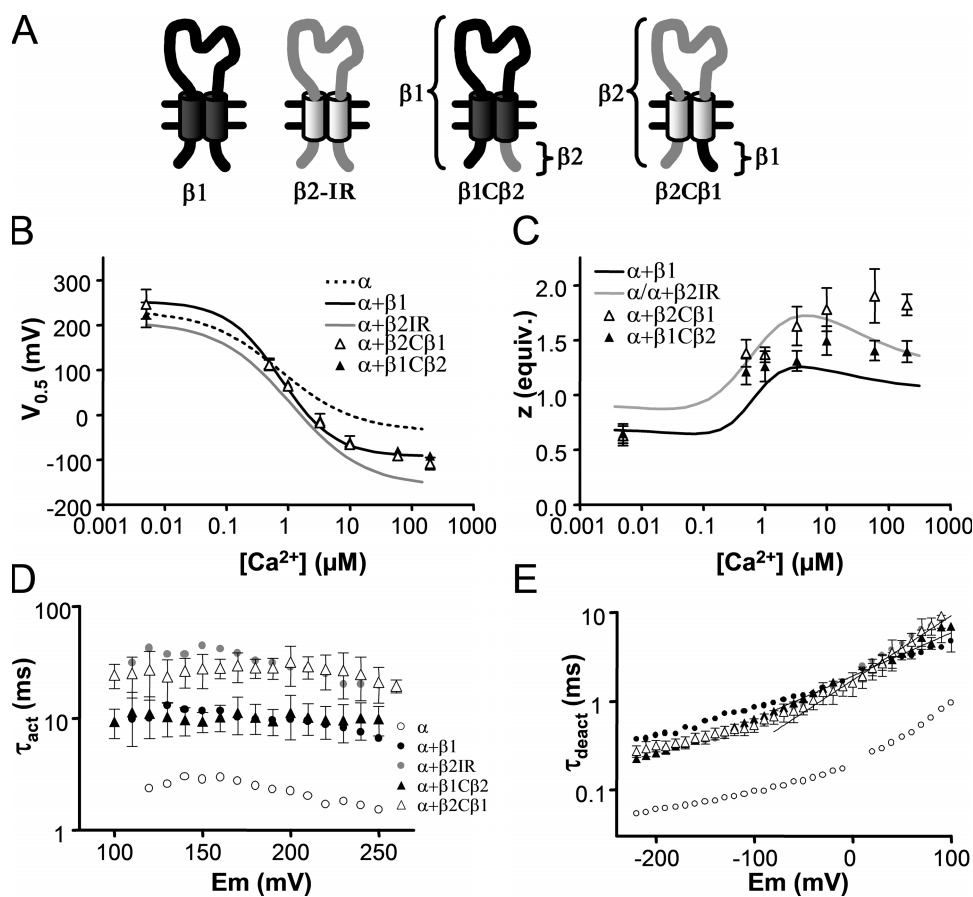 A
β1
β2
β2
β1
β1
β2-IR
β1Cβ2
β2Cβ1
B
300
200
100
0
-100
-200
V0.5 (mV)
α
α+β1
α+β2IR
α+β2Cβ1
α+β1Cβ2
0.001 0.01 0.1 1 10 100 1000
[Ca2+] (µM)
C
2.0
1.5
1.0
0.5
0.0
z (equiv.)
α+β1
α/α+β2IR
α+β2Cβ1
α+β1Cβ2
0.001 0.01 0.1 1 10 100 1000
[Ca2+] (µM)
D
100
10
1
τact (ms)
α
α+β1
α+β2IR
α+β1Cβ2
α+β2Cβ1
100 150 200 250
Em (mV)
E
10
1
0.1
τdeact (ms)
-200 -100 0 100
Em (mV)